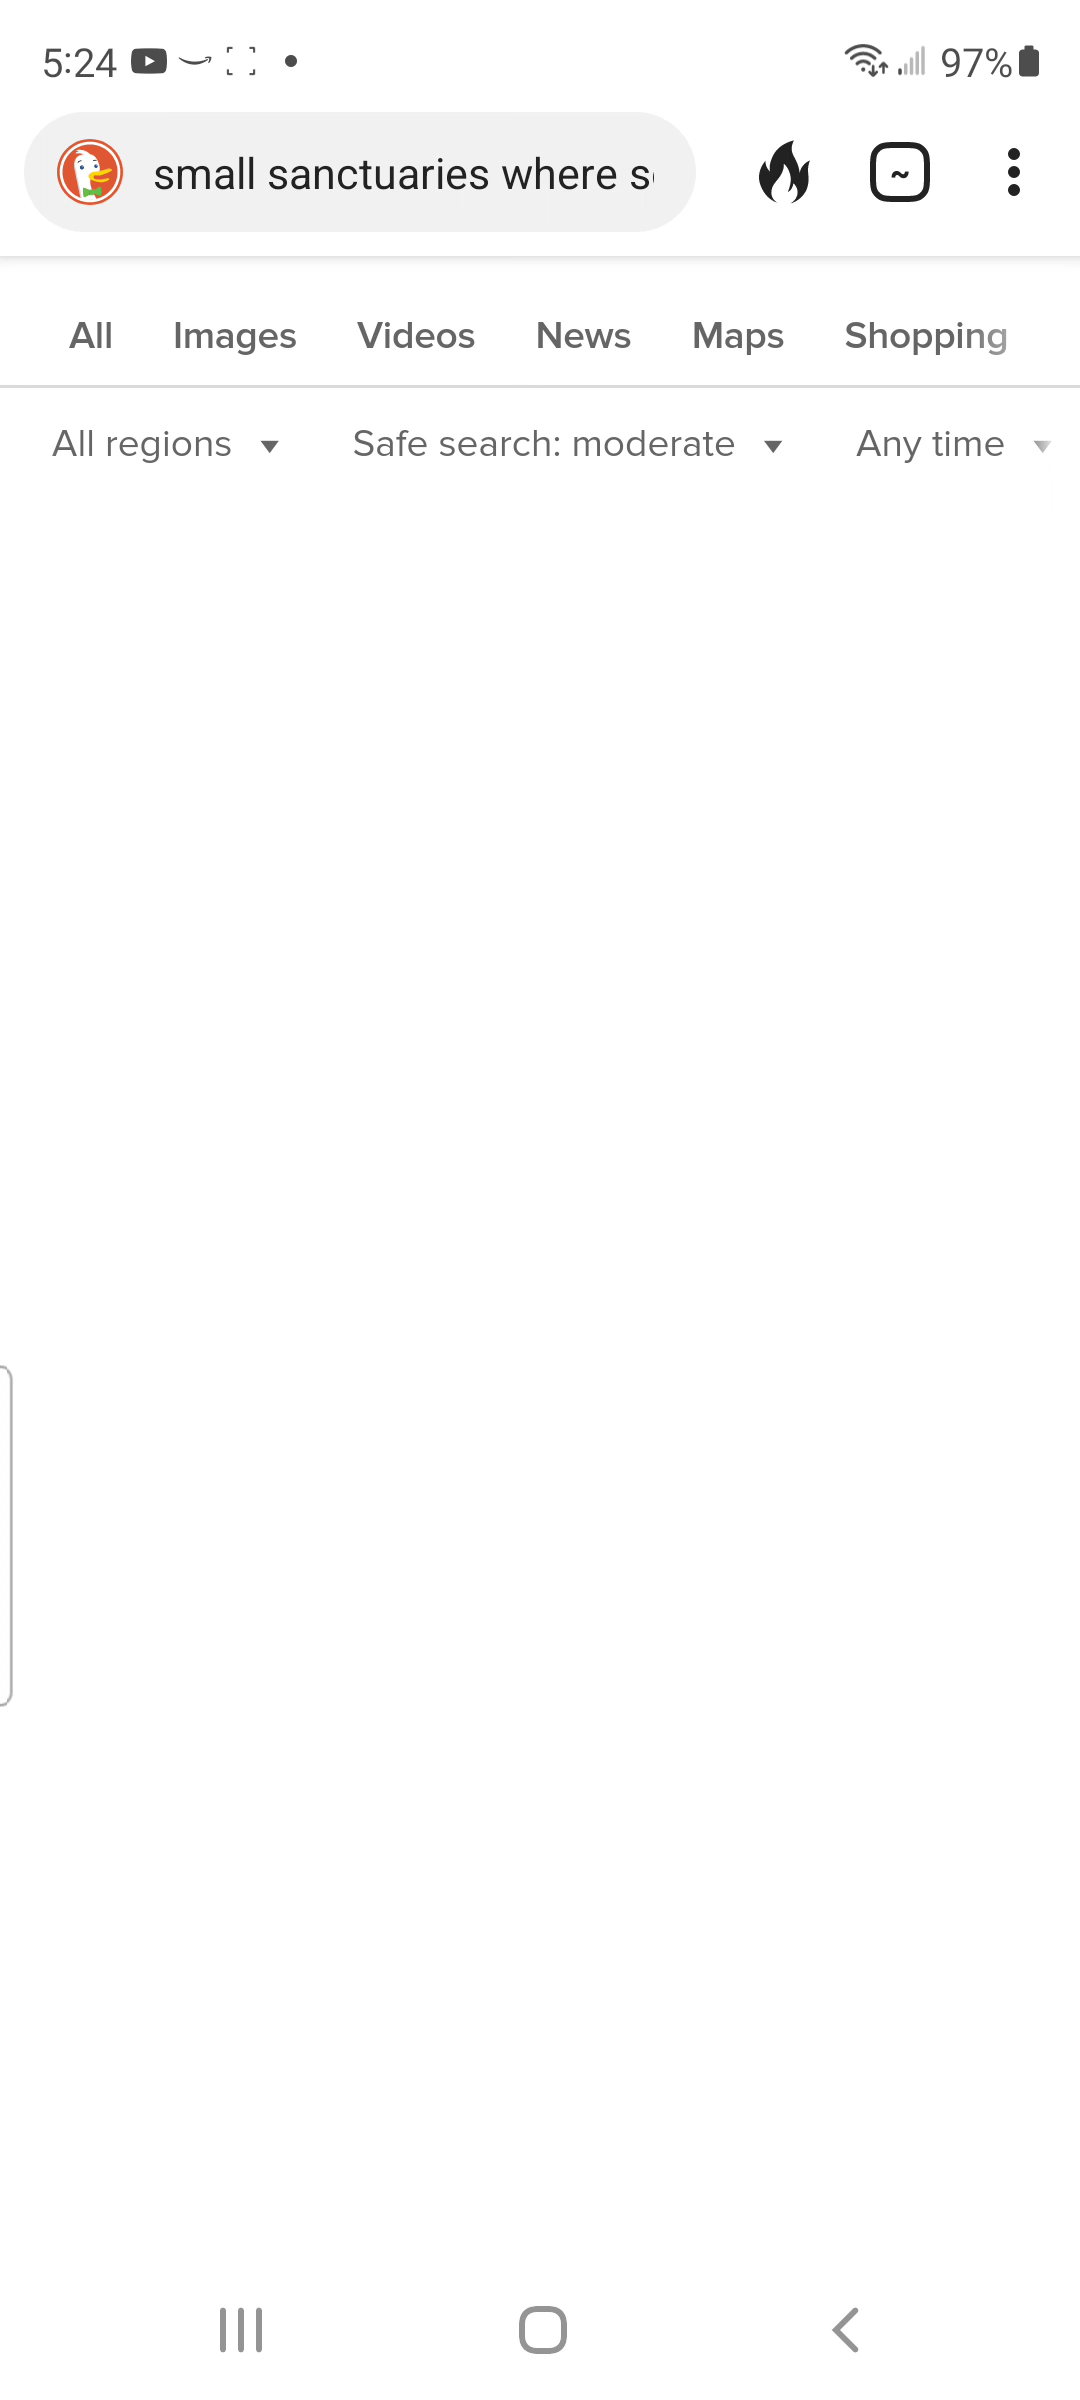 5:24
97%
small sanctuaries where s
All Images Videos News Maps Shopping
All regions Safe search: moderate Any time